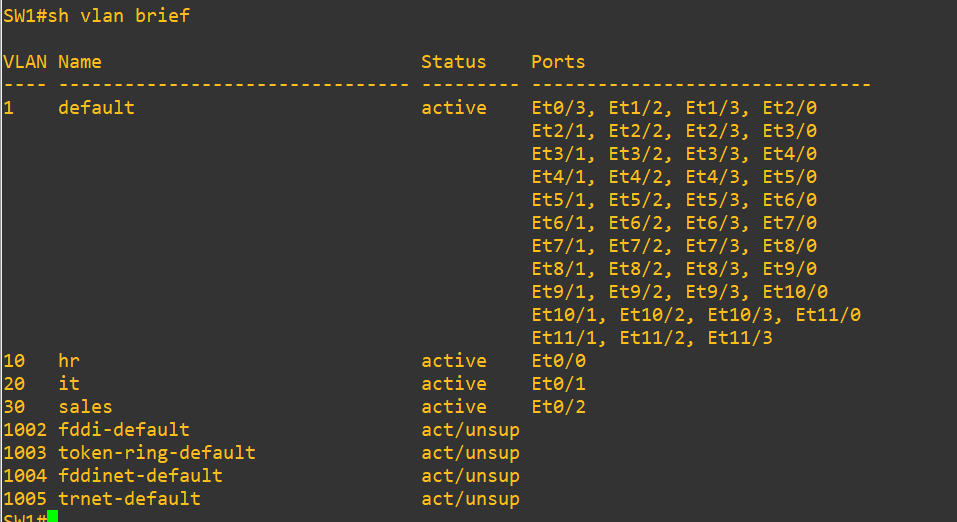 SW1#sh vlan brief
VLAN Name                             Status    Ports
---- -------------------------------- --------- -------------------------------
1    default                          active    Et0/3, Et1/2, Et1/3, Et2/0
                                                Et2/1, Et2/2, Et2/3, Et3/0
                                                Et3/1, Et3/2, Et3/3, Et4/0
                                                Et4/1, Et4/2, Et4/3, Et5/0
                                                Et5/1, Et5/2, Et5/3, Et6/0
                                                Et6/1, Et6/2, Et6/3, Et7/0
                                                Et7/1, Et7/2, Et7/3, Et8/0
                                                Et8/1, Et8/2, Et8/3, Et9/0
                                                Et9/1, Et9/2, Et9/3, Et10/0
                                                Et10/1, Et10/2, Et10/3, Et11/0
                                                Et11/1, Et11/2, Et11/3
10   hr                               active    Et0/0
20   it                               active    Et0/1
30   sales                            active    Et0/2
1002 fddi-default                     act/unsup
1003 token-ring-default               act/unsup
1004 fddinet-default                  act/unsup
1005 trnet-default                    act/unsup
SW1#